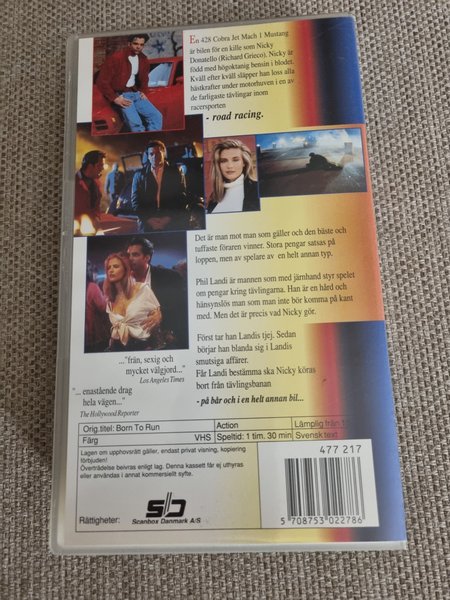 En 428 Cobra Jet Mach 1 Mustang
är bilen för en kille som Nicky
Donatello (Richard Grieco). Nicky är
född med högoktanig bensin i blodet.
Kväll efter kväll släpper han loss alla
hästkrafter under motorhuven i en av
de farligaste tävlingar inom
racersporten
- road racing.
Det är man mot man som gäller och den bäste och
tuffaste föraren vinner. Stora pengar satsas på
loppen, men av spelare av en helt annan typ.
Phil Landi är mannen som med järnhand styr spelet
om pengar kring tävlingarna. Han är en hård och
hänsynslös man som man inte bör komma på kant
med. Men det är precis vad Nicky gör.
Först tar han Landis tjej. Sedan
börjar han blanda sig i Landis
smutsiga affärer.
Får Landi bestämma ska Nicky köras
bort från tävlingsbanan
- på bår och i en helt annan bil...
..."från, sexig och
mycket välgjord..."
Los Angeles Times
"... enastående drag
hela vägen..."
The Hollywood Reporter
Orig.titel: Born To Run
Action
Lämplig från
Färg
VHS
Speltid: 1 tim. 30 min
Svensk text
Lagen om upphovsrätt gäller, endast privat visning, kopiering
förbjuden!
Överträdelse beivras enligt lag. Denna kassett får ej uthyras
eller användas i annat kommersiellt syfte.
477 217
Rättigheter:
sb
Scanbox Danmark A/S
5 708753 022786